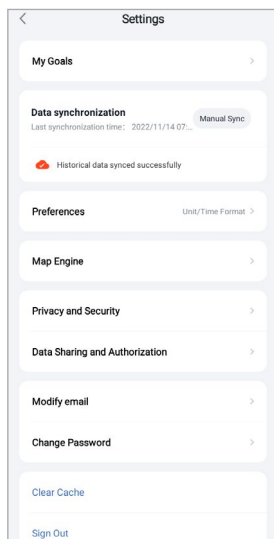 Settings
My Goals
Data synchronization
Last synchronization time: 2022/11/14 07:...
Manual Sync
Historical data synced successfully
Preferences
Unit/Time Format
Map Engine
Privacy and Security
Data Sharing and Authorization
Modify email
Change Password
Clear Cache
Sign Out